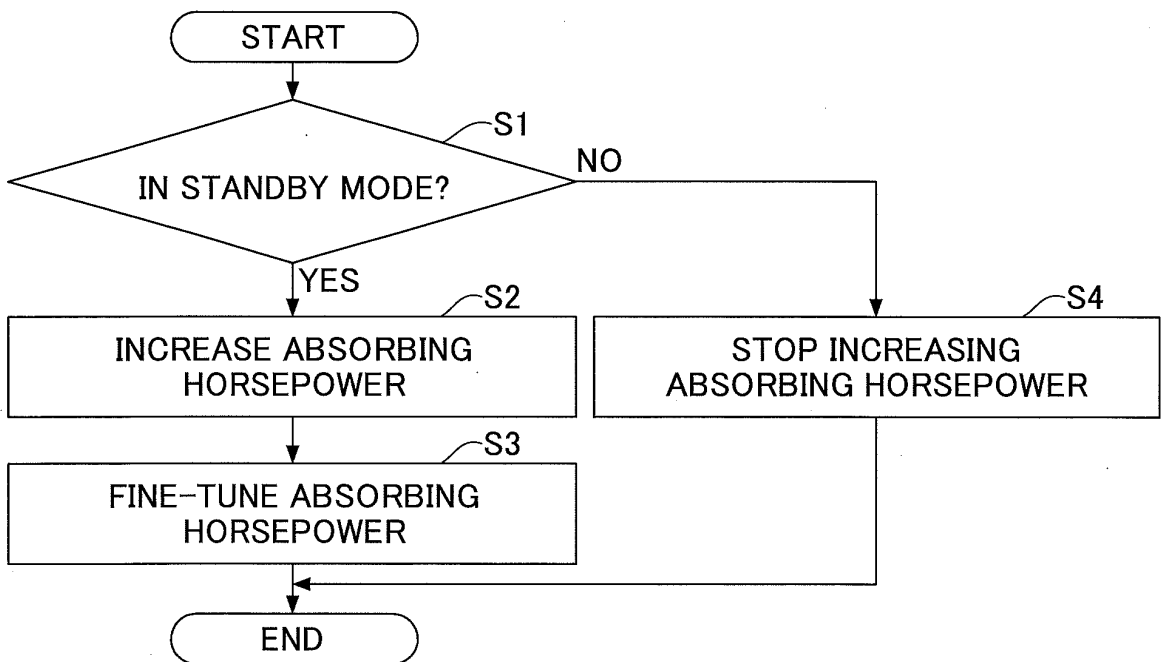 START
S1
IN STANDBY MODE?
NO
YES
S2
INCREASE ABSORBING
HORSEPOWER
S4
STOP INCREASING
ABSORBING HORSEPOWER
S3
FINE-TUNE ABSORBING
HORSEPOWER
END